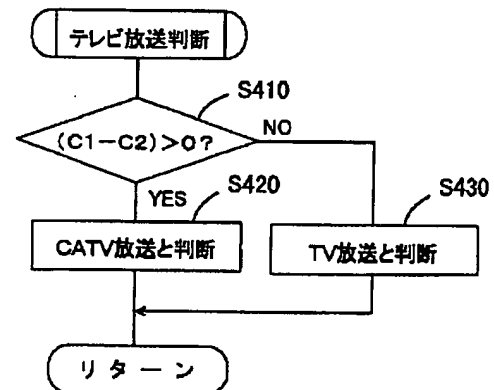 テレビ放送判断
S410
(C1－C2)＞0?
NO
YES
S420
S430
CATV放送と判断
TV放送と判断
リターン